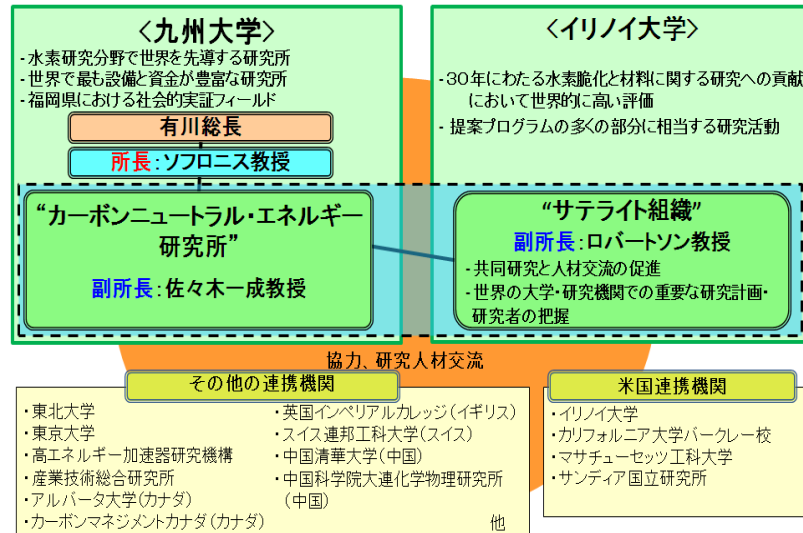 〈九州大学〉
- 水素研究分野で世界を先導する研究所
- 世界で最も設備と資金が豊富な研究所
- 福岡県における社会的実証フィールド
有川総長
所長:ソフロニス教授
“カーボンニュートラル・エネルギー
研究所”
副所長:佐々木一成教授
〈イリノイ大学〉
- 30年にわたる水素脆化と材料に関する研究への貢献
において世界的に高い評価
- 提案プログラムの多くの部分に相当する研究活動
“サテライト組織”
副所長:ロバートソン教授
- 共同研究と人材交流の促進
- 世界の大学・研究機関での重要な研究計画・
研究者の把握
協力、研究人材交流
その他の連携機関
・東北大学
・東京大学
・高エネルギー加速器研究機構
・産業技術総合研究所
・アルバータ大学(カナダ)
・カーボンマネジメントカナダ(カナダ)
・英国インペリアルカレッジ(イギリス)
・スイス連邦工科大学(スイス)
・中国清華大学(中国)
・中国科学院大連化学物理研究所
(中国)
他
米国連携機関
・イリノイ大学
・カリフォルニア大学バークレー校
・マサチューセッツ工科大学
・サンディア国立研究所